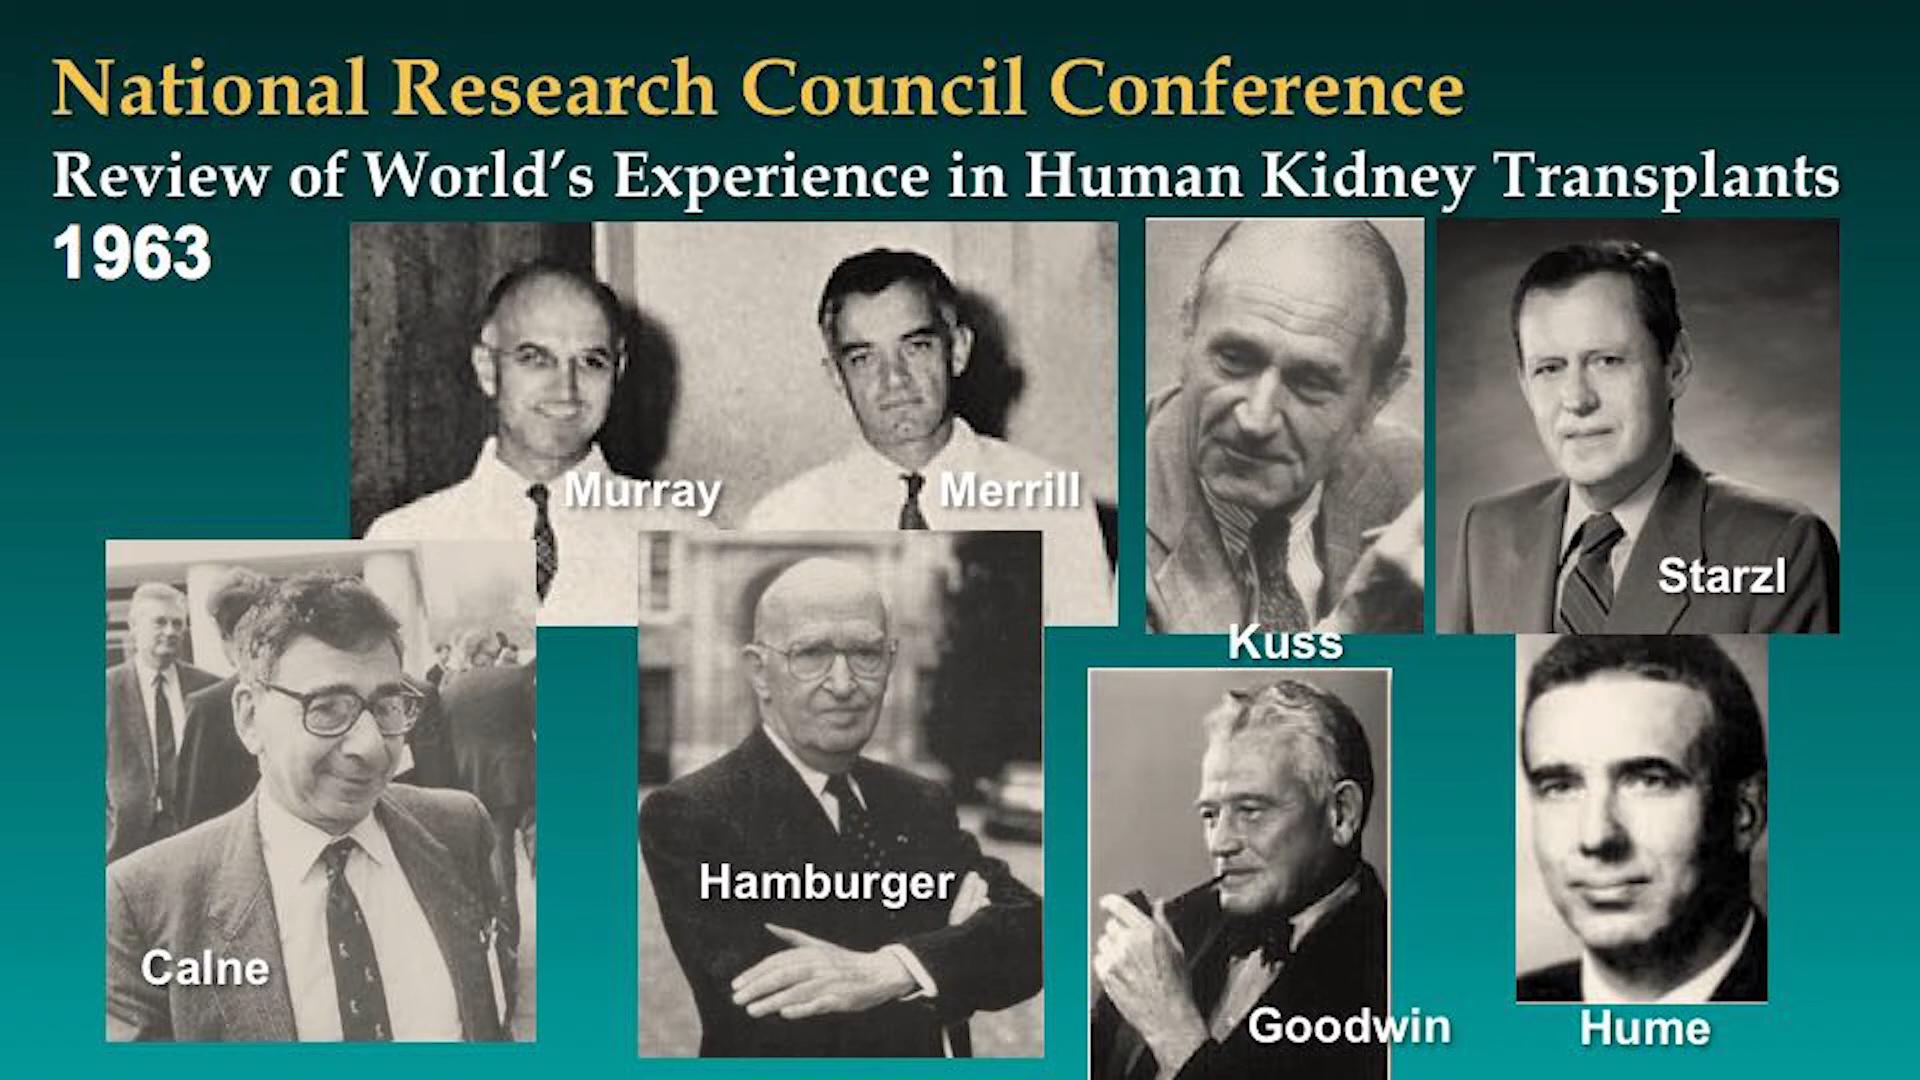 National Research Council Conference
Review of World's Experience in Human Kidney Transplants
1963
Murray
Merrill
Kuss
Starzl
Calne
Hamburger
Goodwin
Hume